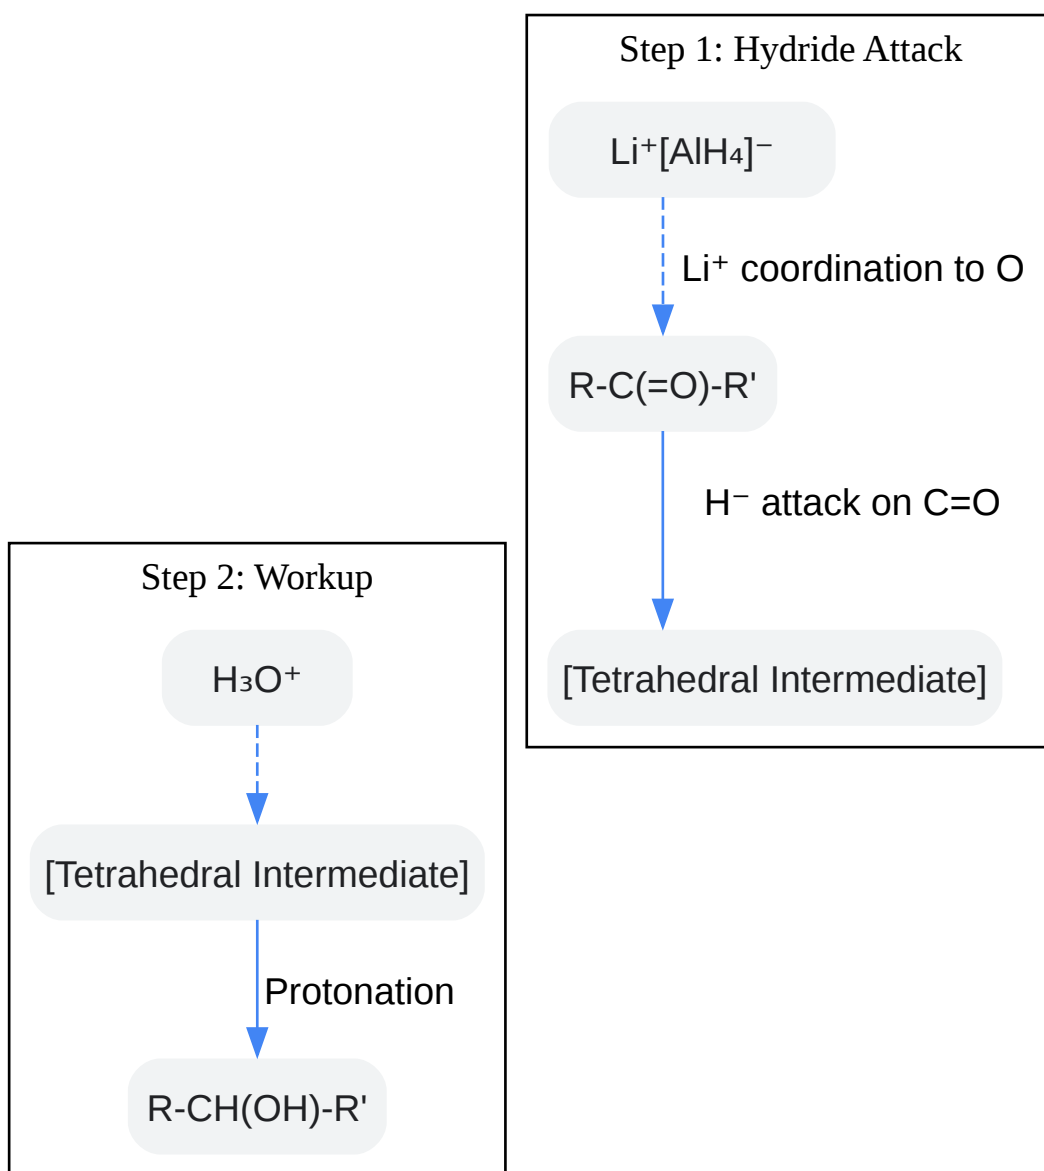 Step 1: Hydride Attack
Li⁺[AlH₄]⁻
Li⁺ coordination to O
R-C(=O)-R'
H⁻ attack on C=O
[Tetrahedral Intermediate]
Step 2: Workup
H₃O⁺
[Tetrahedral Intermediate]
Protonation
R-CH(OH)-R'